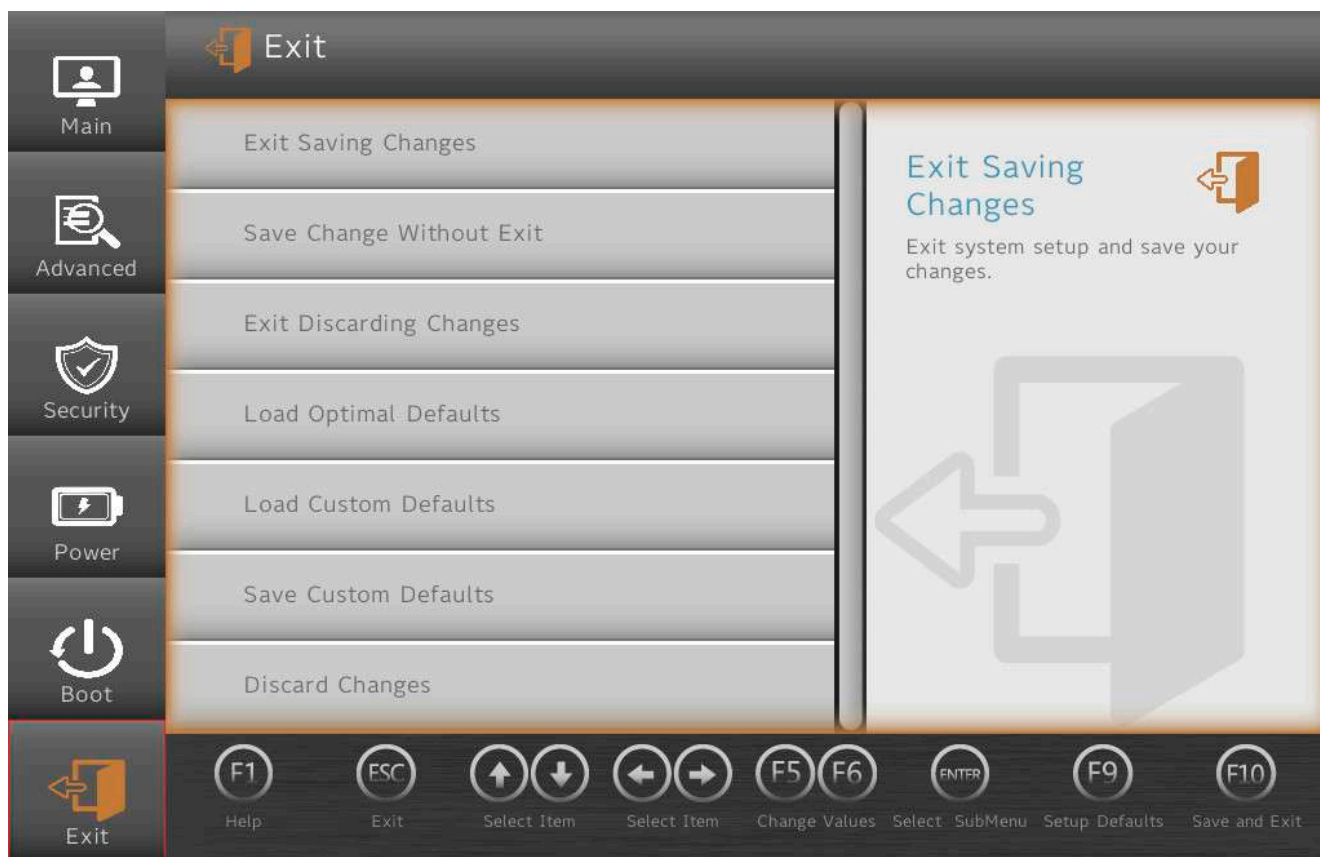 Exit
Main
Advanced
Security
Power
Boot
Exit
Exit Saving Changes
Save Change Without Exit
Exit Discarding Changes
Load Optimal Defaults
Load Custom Defaults
Save Custom Defaults
Discard Changes
Exit Saving
Changes
Exit system setup and save your
changes.
F1
Help
ESC
Exit
Select Item
Select Item
F5 F6
Change Values
ENTER
Select SubMenu
F9
Setup Defaults
F10
Save and Exit